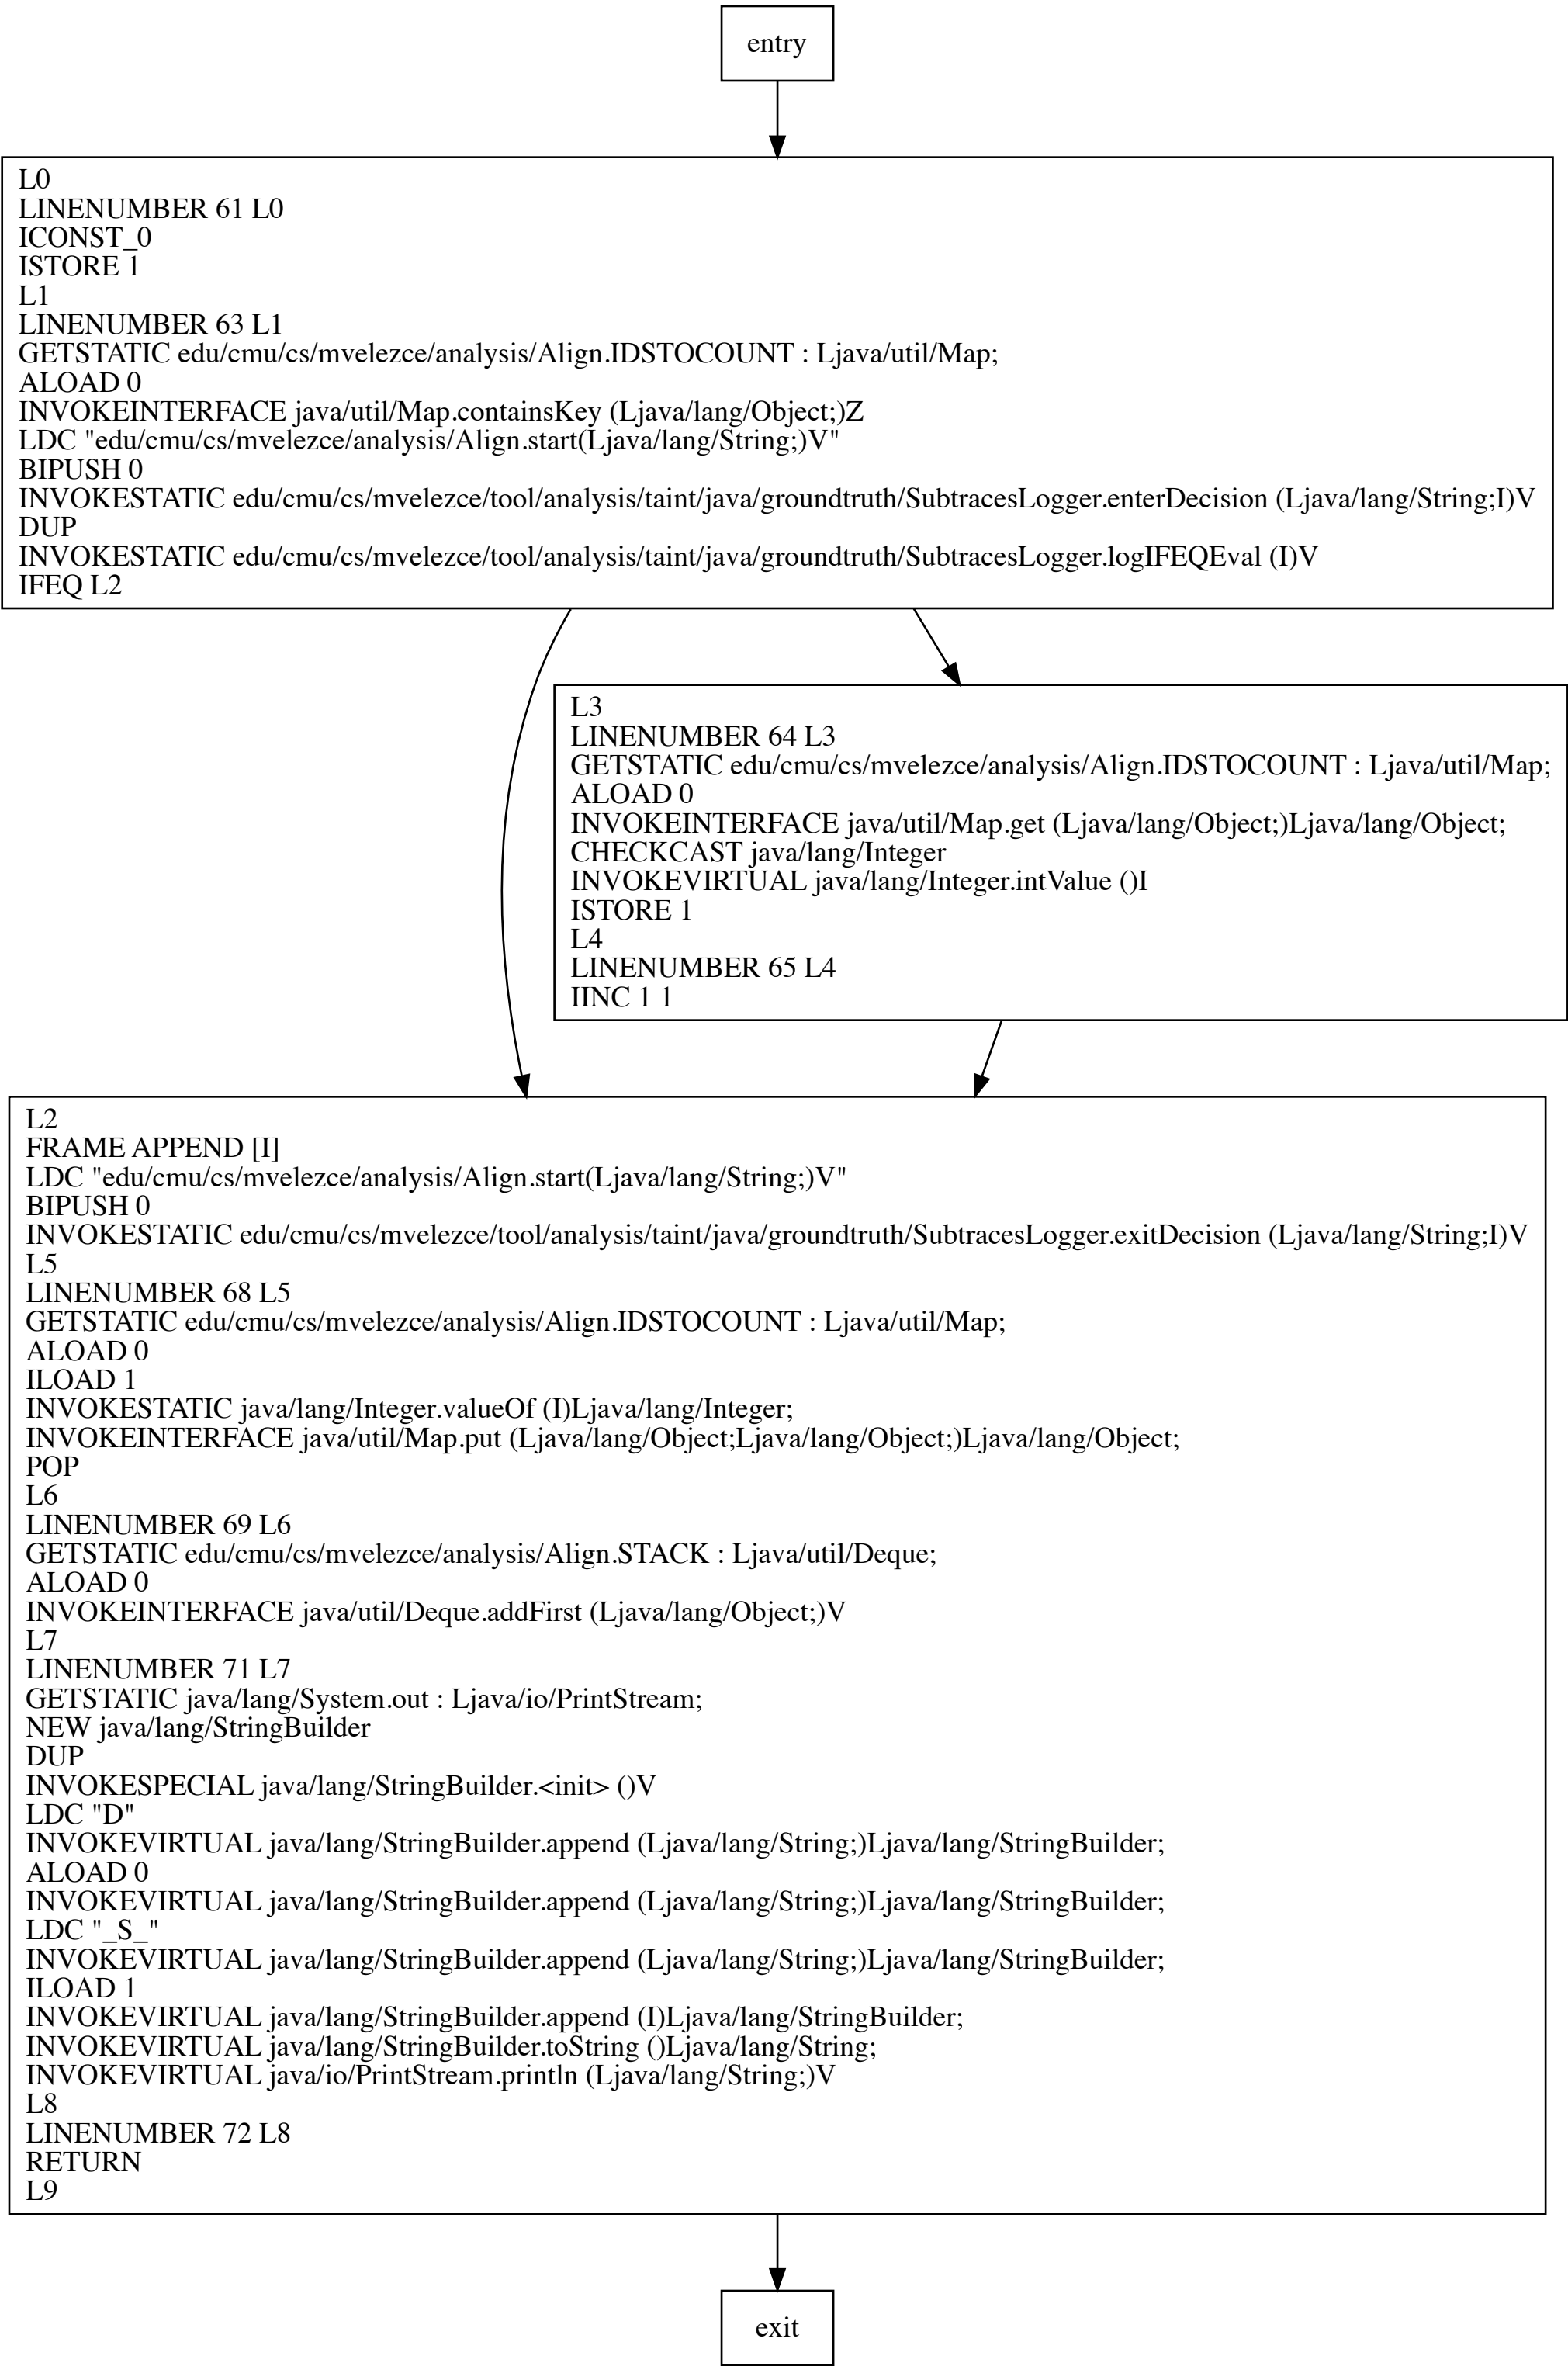 entry
L0
LINENUMBER 61 L0
ICONST_0
ISTORE 1
L1
LINENUMBER 63 L1
GETSTATIC edu/cmu/cs/mvelezce/analysis/Align.IDSTOCOUNT : Ljava/util/Map;
ALOAD 0
INVOKEINTERFACE java/util/Map.containsKey (Ljava/lang/Object;)Z
LDC "edu/cmu/cs/mvelezce/analysis/Align.start(Ljava/lang/String;)V"
BIPUSH 0
INVOKESTATIC edu/cmu/cs/mvelezce/tool/analysis/taint/java/groundtruth/SubtracesLogger.enterDecision (Ljava/lang/String;I)V
DUP
INVOKESTATIC edu/cmu/cs/mvelezce/tool/analysis/taint/java/groundtruth/SubtracesLogger.logIFEQEval (I)V
IFEQ L2
L3
LINENUMBER 64 L3
GETSTATIC edu/cmu/cs/mvelezce/analysis/Align.IDSTOCOUNT : Ljava/util/Map;
ALOAD 0
INVOKEINTERFACE java/util/Map.get (Ljava/lang/Object;)Ljava/lang/Object;
CHECKCAST java/lang/Integer
INVOKEVIRTUAL java/lang/Integer.intValue ()I
ISTORE 1
L4
LINENUMBER 65 L4
IINC 1 1
L2
FRAME APPEND [I]
LDC "edu/cmu/cs/mvelezce/analysis/Align.start(Ljava/lang/String;)V"
BIPUSH 0
INVOKESTATIC edu/cmu/cs/mvelezce/tool/analysis/taint/java/groundtruth/SubtracesLogger.exitDecision (Ljava/lang/String;I)V
L5
LINENUMBER 68 L5
GETSTATIC edu/cmu/cs/mvelezce/analysis/Align.IDSTOCOUNT : Ljava/util/Map;
ALOAD 0
ILOAD 1
INVOKESTATIC java/lang/Integer.valueOf (I)Ljava/lang/Integer;
INVOKEINTERFACE java/util/Map.put (Ljava/lang/Object;Ljava/lang/Object;)Ljava/lang/Object;
POP
L6
LINENUMBER 69 L6
GETSTATIC edu/cmu/cs/mvelezce/analysis/Align.STACK : Ljava/util/Deque;
ALOAD 0
INVOKEINTERFACE java/util/Deque.addFirst (Ljava/lang/Object;)V
L7
LINENUMBER 71 L7
GETSTATIC java/lang/System.out : Ljava/io/PrintStream;
NEW java/lang/StringBuilder
DUP
INVOKESPECIAL java/lang/StringBuilder.<init> ()V
LDC "D"
INVOKEVIRTUAL java/lang/StringBuilder.append (Ljava/lang/String;)Ljava/lang/StringBuilder;
ALOAD 0
INVOKEVIRTUAL java/lang/StringBuilder.append (Ljava/lang/String;)Ljava/lang/StringBuilder;
LDC "_S_"
INVOKEVIRTUAL java/lang/StringBuilder.append (Ljava/lang/String;)Ljava/lang/StringBuilder;
ILOAD 1
INVOKEVIRTUAL java/lang/StringBuilder.append (I)Ljava/lang/StringBuilder;
INVOKEVIRTUAL java/lang/StringBuilder.toString ()Ljava/lang/String;
INVOKEVIRTUAL java/io/PrintStream.println (Ljava/lang/String;)V
L8
LINENUMBER 72 L8
RETURN
L9
exit